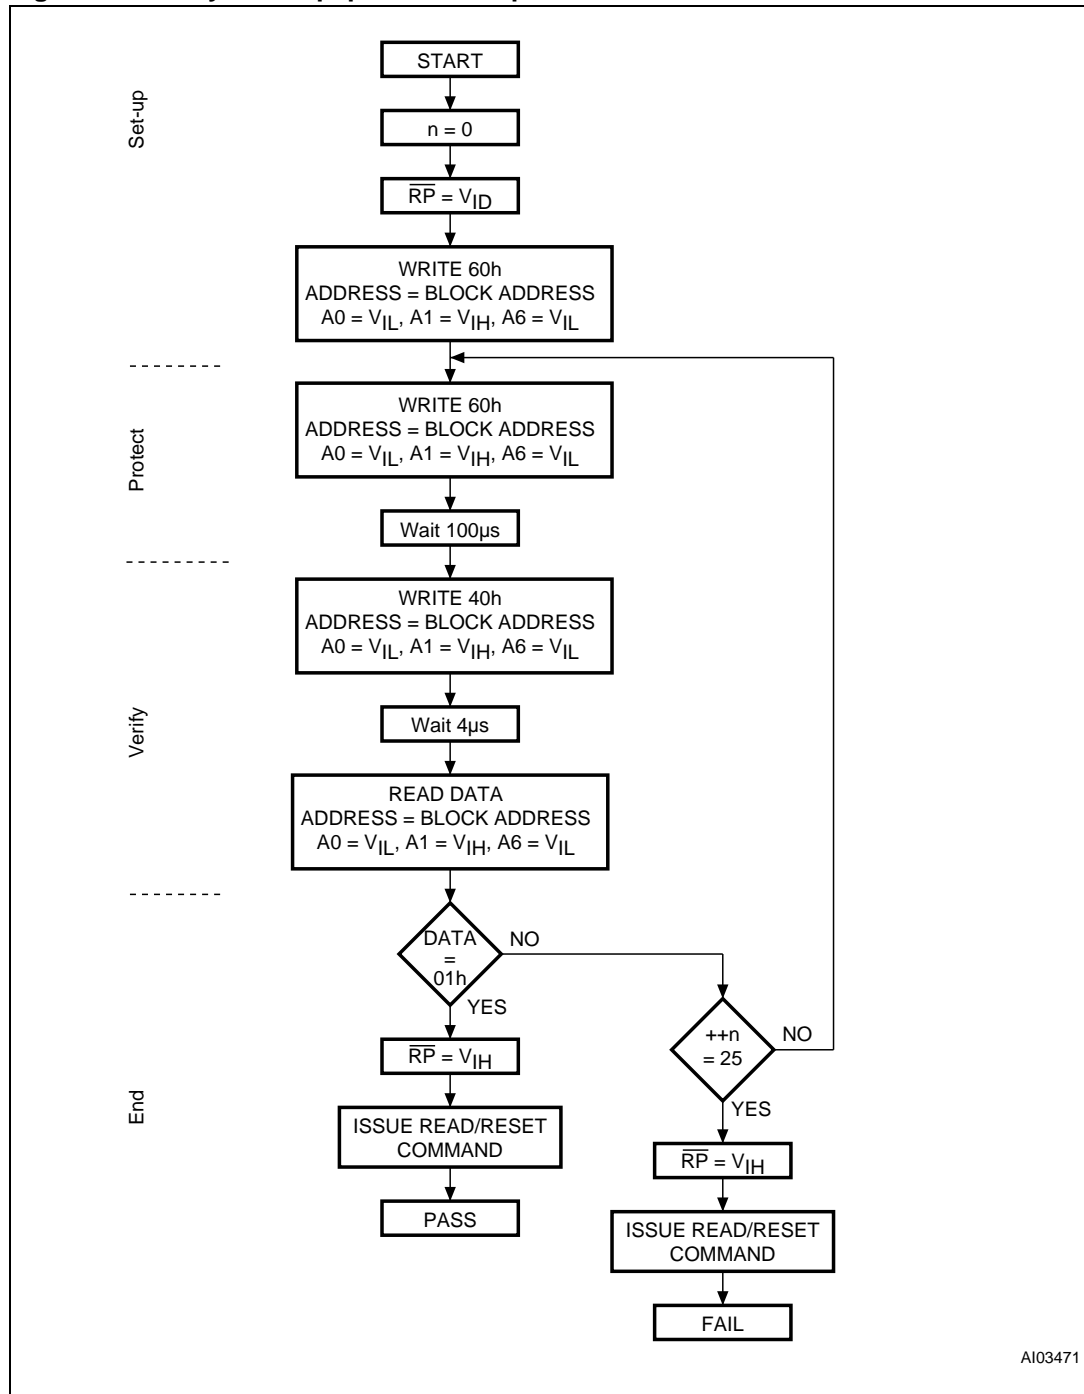 Set-up
START
n = 0
RP = VID
WRITE 60h
ADDRESS = BLOCK ADDRESS
A0 = VIL, A1 = VIH, A6 = VIL
Protect
WRITE 60h
ADDRESS = BLOCK ADDRESS
A0 = VIL, A1 = VIH, A6 = VIL
Wait 100µs
Verify
WRITE 40h
ADDRESS = BLOCK ADDRESS
A0 = VIL, A1 = VIH, A6 = VIL
Wait 4µs
READ DATA
ADDRESS = BLOCK ADDRESS
A0 = VIL, A1 = VIH, A6 = VIL
End
DATA
=
01h
NO
YES
++n
= 25
NO
YES
RP = VIH
ISSUE READ/RESET
COMMAND
PASS
RP = VIH
ISSUE READ/RESET
COMMAND
FAIL
AI03471